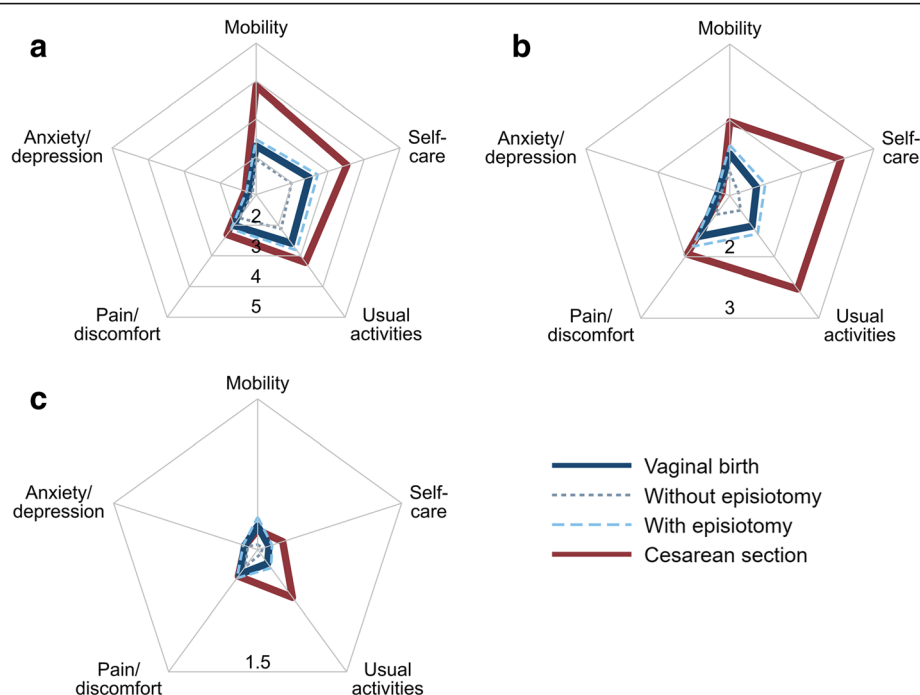 a
Mobility
Anxiety/
depression
Self-
care
2
3
4
5
Pain/
discomfort
Usual
activities
b
Mobility
Anxiety/
depression
Self-
care
2
3
Pain/
discomfort
Usual
activities
c
Mobility
Anxiety/
depression
Self-
care
1.5
Pain/
discomfort
Usual
activities
Vaginal birth
Without episiotomy
With episiotomy
Cesarean section